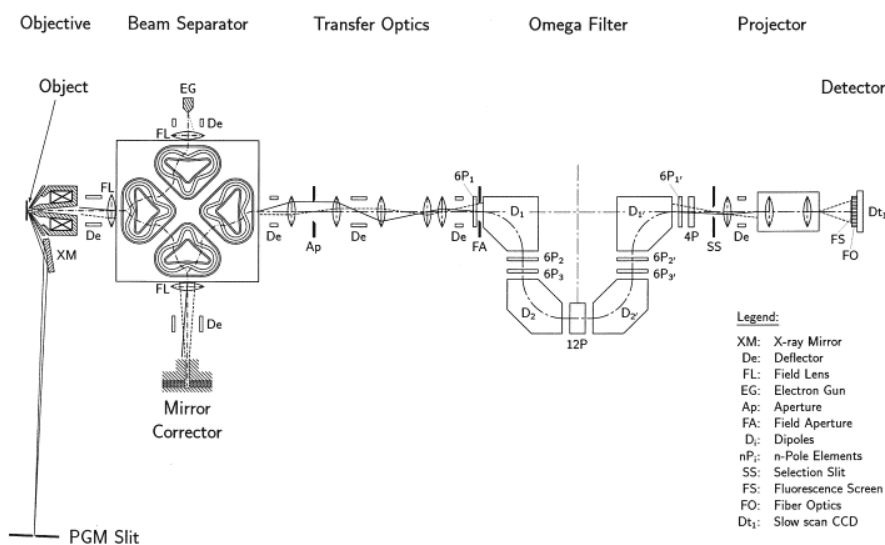 Objective
Beam Separator
Transfer Optics
Omega Filter
Projector
Object
EG
De
FL
Detector
FL
De
XM
De
Ap
De
De
6P₁
FA
D₁
D₁′
6P₁′
4P
SS
De
Dt₁
FS
FO
6P₂
6P₃
6P₂′
6P₃′
D₂
D₂′
12P
FL
De
Mirror
Corrector
PGM Slit
Legend:
XM: X-ray Mirror
De: Deflector
FL: Field Lens
EG: Electron Gun
Ap: Aperture
FA: Field Aperture
Dᵢ: Dipoles
nPᵢ: n-Pole Elements
SS: Selection Slit
FS: Fluorescence Screen
FO: Fiber Optics
Dt₁: Slow scan CCD